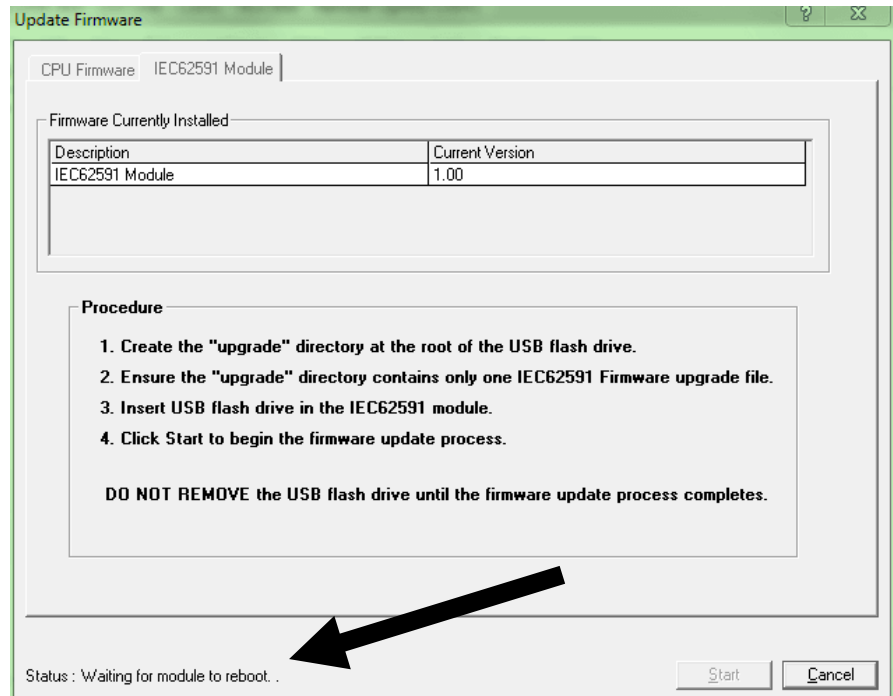 Update Firmware
CPU Firmware IEC62591 Module
Firmware Currently Installed
Description Current Version
IEC62591 Module 1.00
Procedure
1. Create the "upgrade" directory at the root of the USB flash drive.
2. Ensure the "upgrade" directory contains only one IEC62591 Firmware upgrade file.
3. Insert USB flash drive in the IEC62591 module.
4. Click Start to begin the firmware update process.
DO NOT REMOVE the USB flash drive until the firmware update process completes.
Status : Waiting for module to reboot. .
Start Cancel